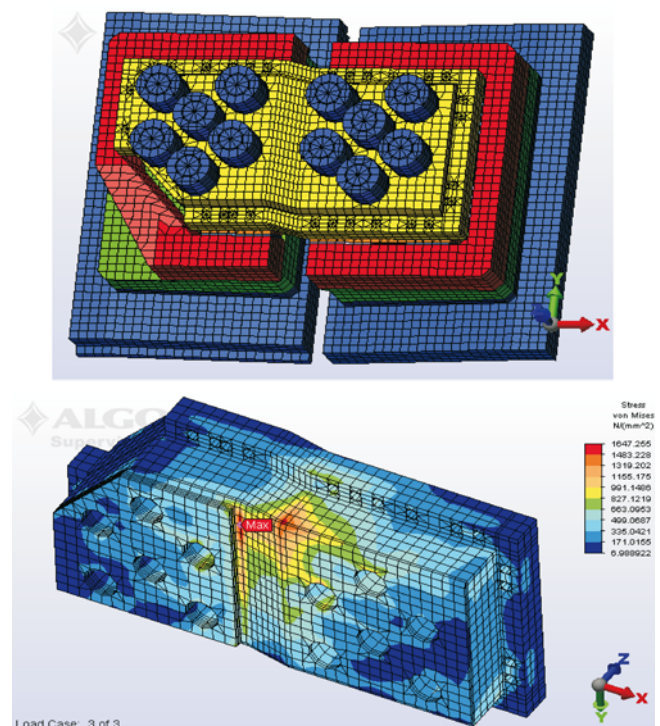 Y
X
ALGO
Stress
von Mises
N/(mm^2)
1647.255
1483.228
1319.202
1155.175
991.1486
827.1219
663.0953
499.0687
335.0421
171.0155
6.988922
Max
Z
X
Y
Load Case: 3 of 3